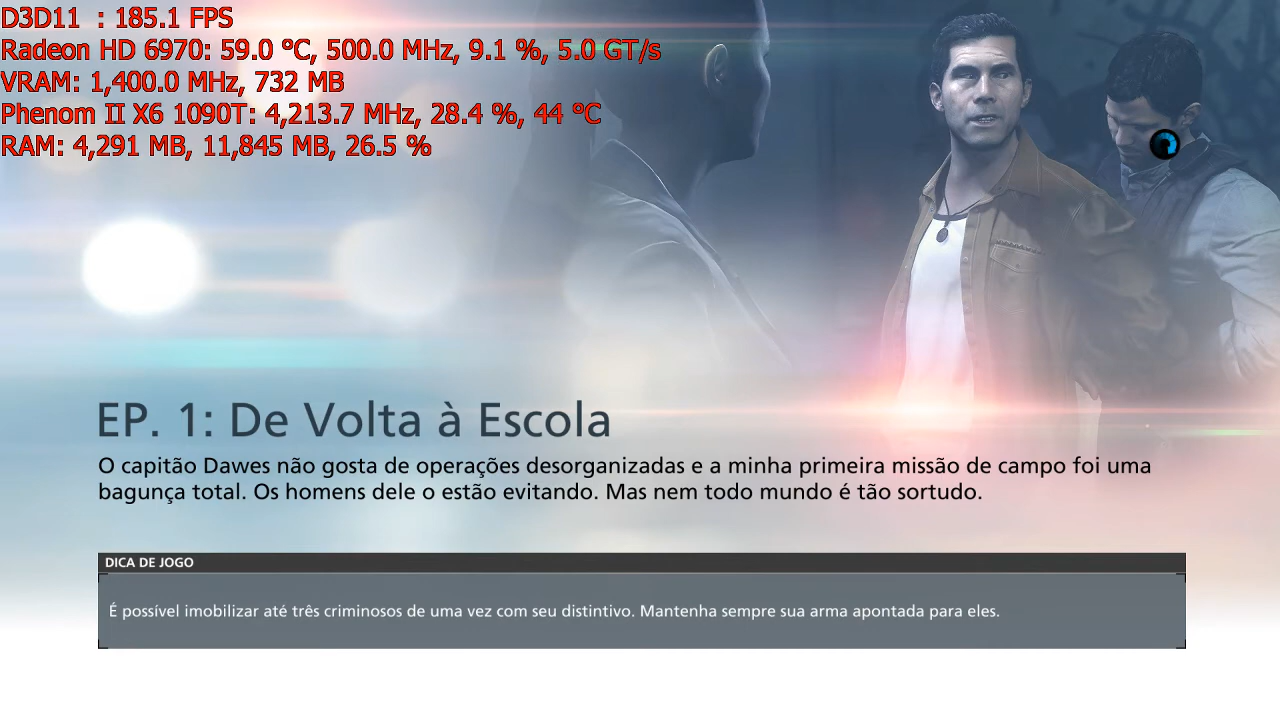 D3D11 : 185.1 FPS
Radeon HD 6970: 59.0 ºC, 500.0 MHz, 9.1 %, 5.0 GT/s
VRAM: 1,400.0 MHz, 732 MB
Phenom II X6 1090T: 4,213.7 MHz, 28.4 %, 44 ºC
RAM: 4,291 MB, 11,845 MB, 26.5 %
EP. 1: De Volta à Escola
O capitão Dawes não gosta de operações desorganizadas e a minha primeira missão de campo foi uma
bagunça total. Os homens dele o estão evitando. Mas nem todo mundo é tão sortudo.
DICA DE JOGO
É possível imobilizar até três criminosos de uma vez com seu distintivo. Mantenha sempre sua arma apontada para eles.